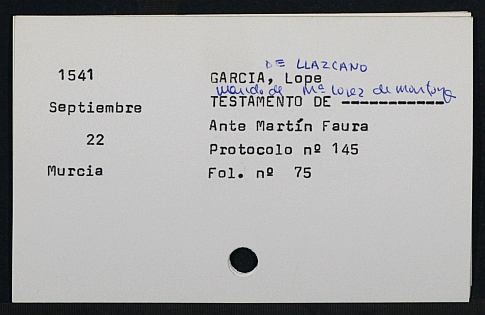 1541
Septiembre
22
Murcia
DE LLAZCANO
GARCIA, Lope
marido de Mª Lopez de Montoya
TESTAMENTO DE -----------
Ante Martín Faura
Protocolo nº 145
Fol. nº 75